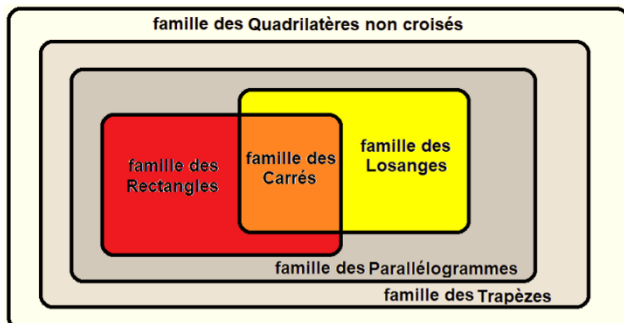 famille des Quadrilatères non croisés
famille des
Rectangles
famille des
Carrés
famille des
Losanges
famille des Parallélogrammes
famille des Trapèzes